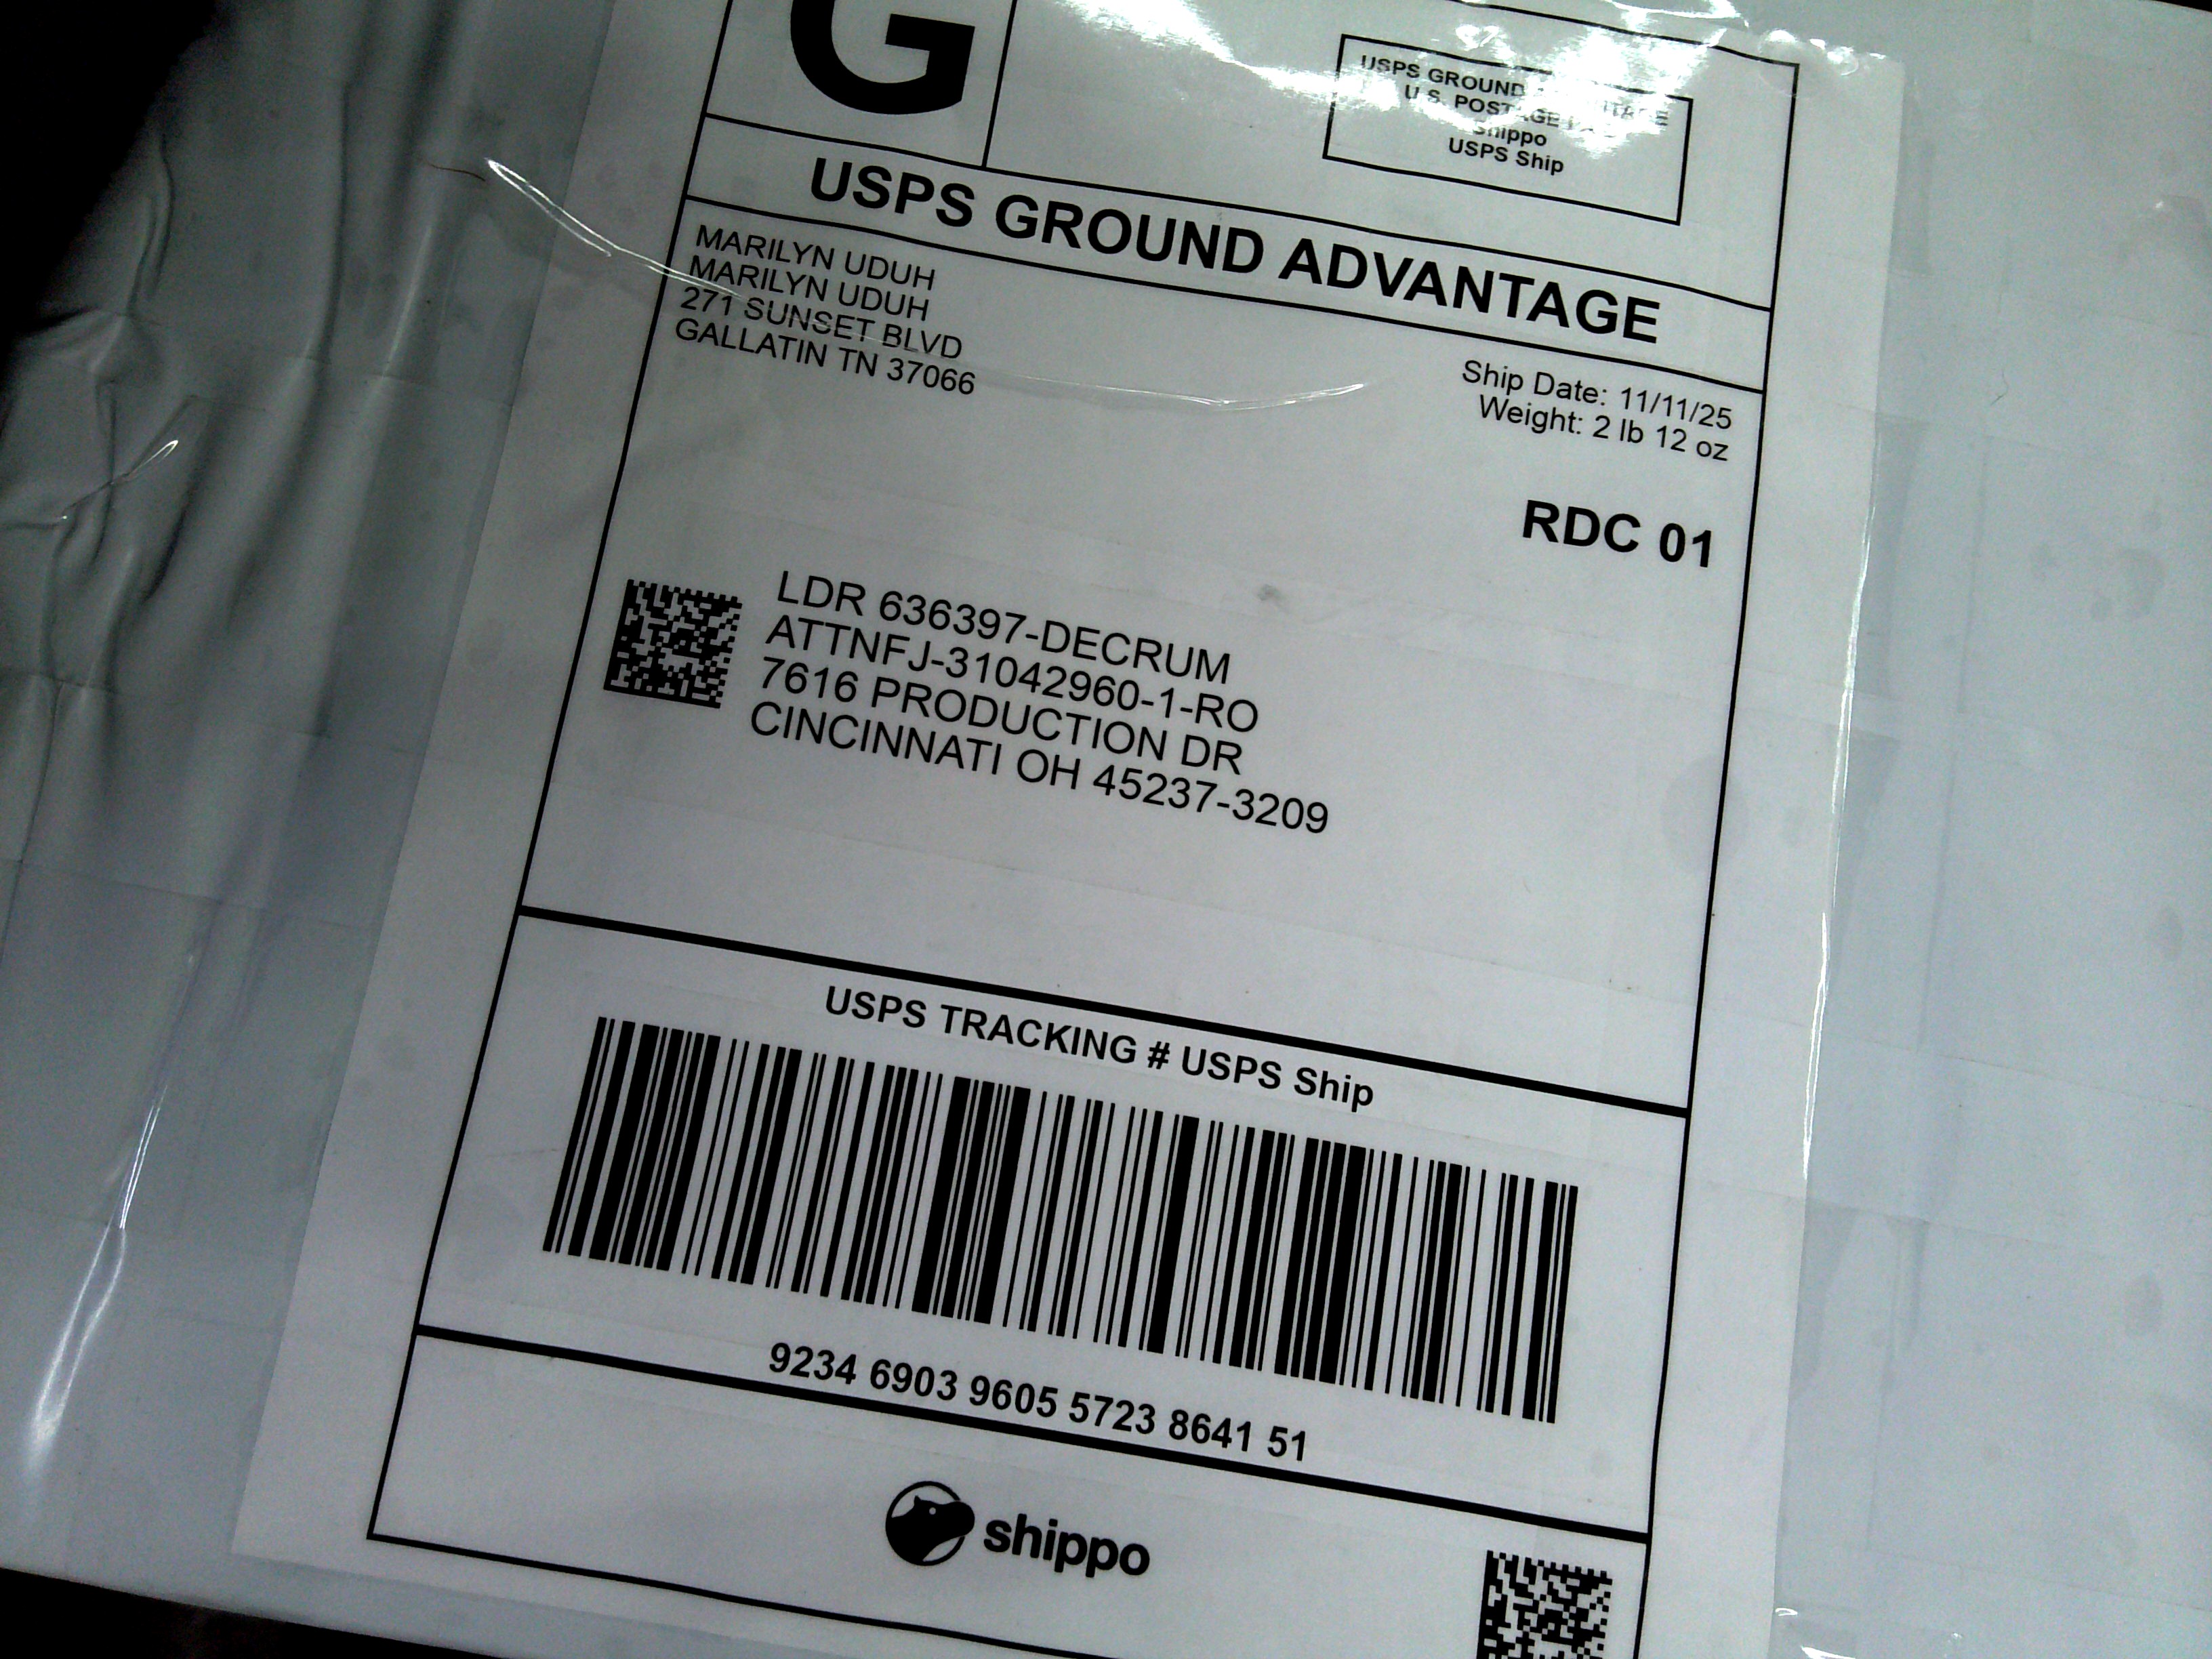 G
USPS GROUND
U.S. POSTAGE
Shippo
USPS Ship
USPS GROUND ADVANTAGE
MARILYN UDUH
MARILYN UDUH
271 SUNSET BLVD
GALLATIN TN 37066
Ship Date: 11/11/25
Weight: 2 lb 12 oz
RDC 01
LDR 636397-DECRUM
ATTNFJ-31042960-1-RO
7616 PRODUCTION DR
CINCINNATI OH 45237-3209
USPS TRACKING # USPS Ship
9234 6903 9605 5723 8641 51
shippo